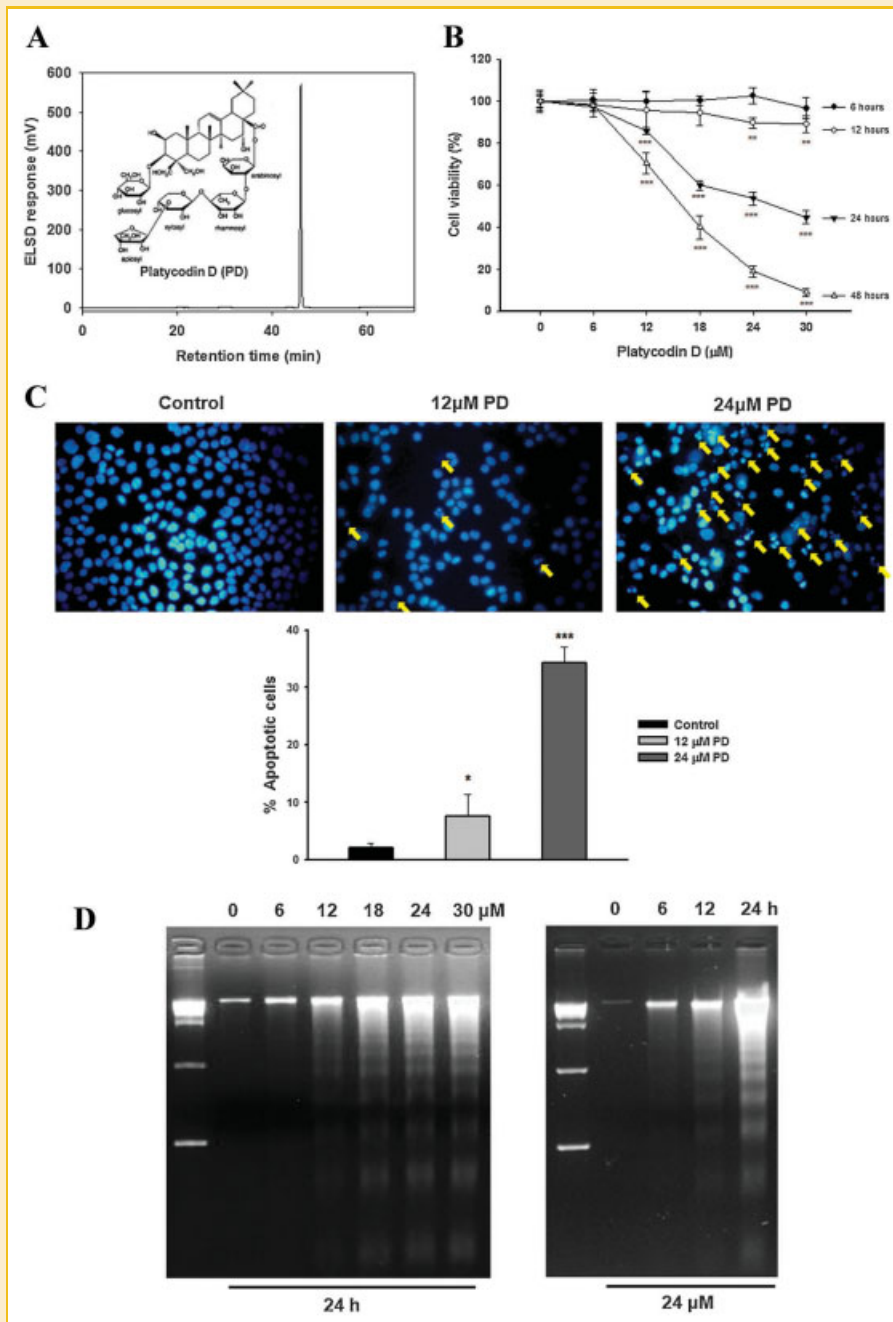 A
600
500
400
300
200
100
0
ELSD response (mV)
0 20 40 60
Retention time (min)
glucosyl
arabinosyl
xylosyl
rhamnosyl
apiosyl
Platycodin D (PD)
B
120
100
80
60
40
20
0
Cell viability (%)
6 hours
12 hours
24 hours
48 hours
*** ** **
*** *** *** ***
*** *** ***
0 6 12 18 24 30
Platycodin D (µM)
C
Control 12µM PD 24µM PD
40
30
20
10
0
% Apoptotic cells
* ***
Control
12 µM PD
24 µM PD
D
0 6 12 18 24 30 µM
24 h
0 6 12 24 h
24 µM